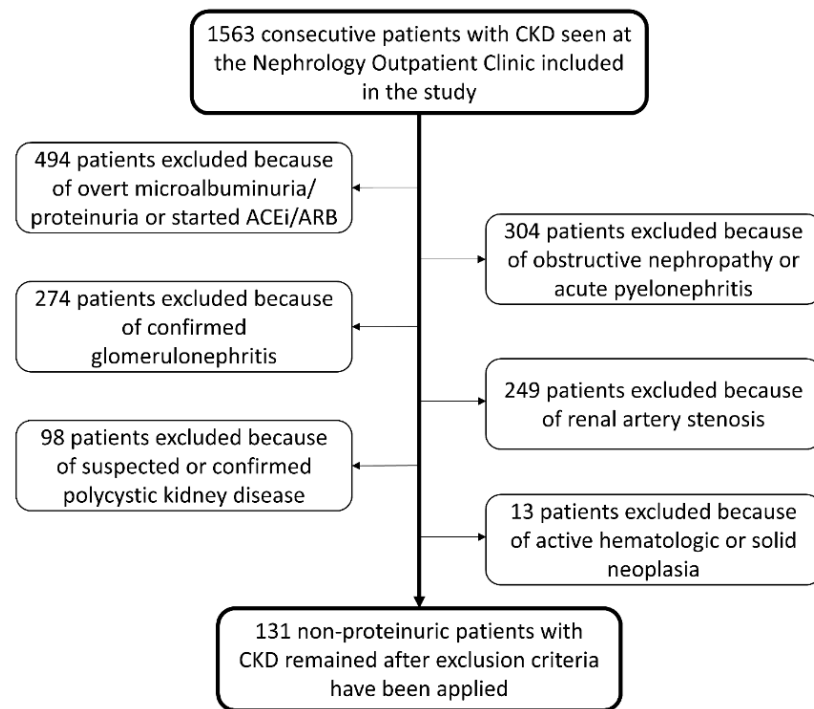 1563 consecutive patients with CKD seen at
the Nephrology Outpatient Clinic included
in the study
494 patients excluded because
of overt microalbuminuria/
proteinuria or started ACEi/ARB
304 patients excluded because
of obstructive nephropathy or
acute pyelonephritis
274 patients excluded because
of confirmed
glomerulonephritis
249 patients excluded because
of renal artery stenosis
98 patients excluded because
of suspected or confirmed
polycystic kidney disease
13 patients excluded because
of active hematologic or solid
neoplasia
131 non-proteinuric patients with
CKD remained after exclusion criteria
have been applied